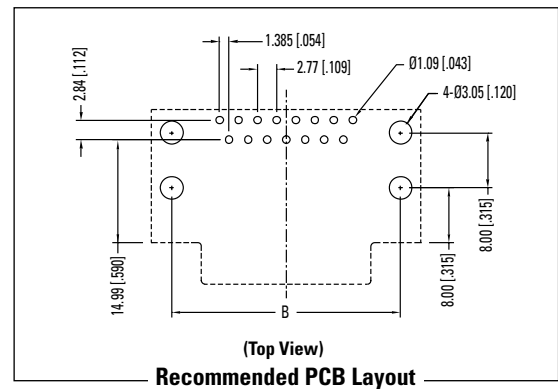 1.385 [.054]
2.77 [.109]
Ø1.09 [.043]
4-Ø3.05 [.120]
2.84 [.112]
14.99 [.590]
8.00 [.315]
8.00 [.315]
B
(Top View)
Recommended PCB Layout